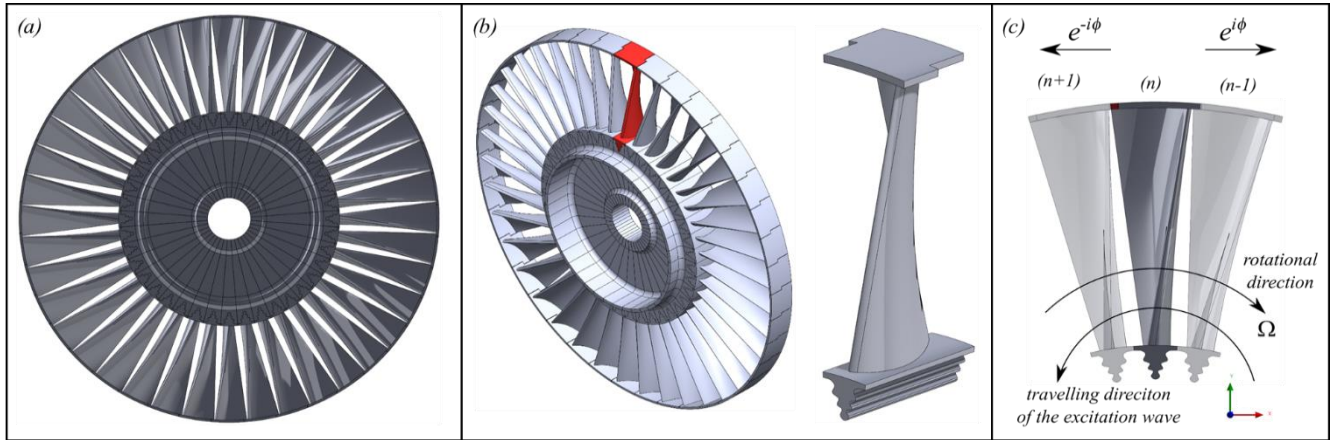 (a)
(b)
(c)
e^{-iϕ} e^{iϕ}
(n+1) (n) (n-1)
rotational
direction
Ω
travelling direciton
of the excitation wave
Y
X